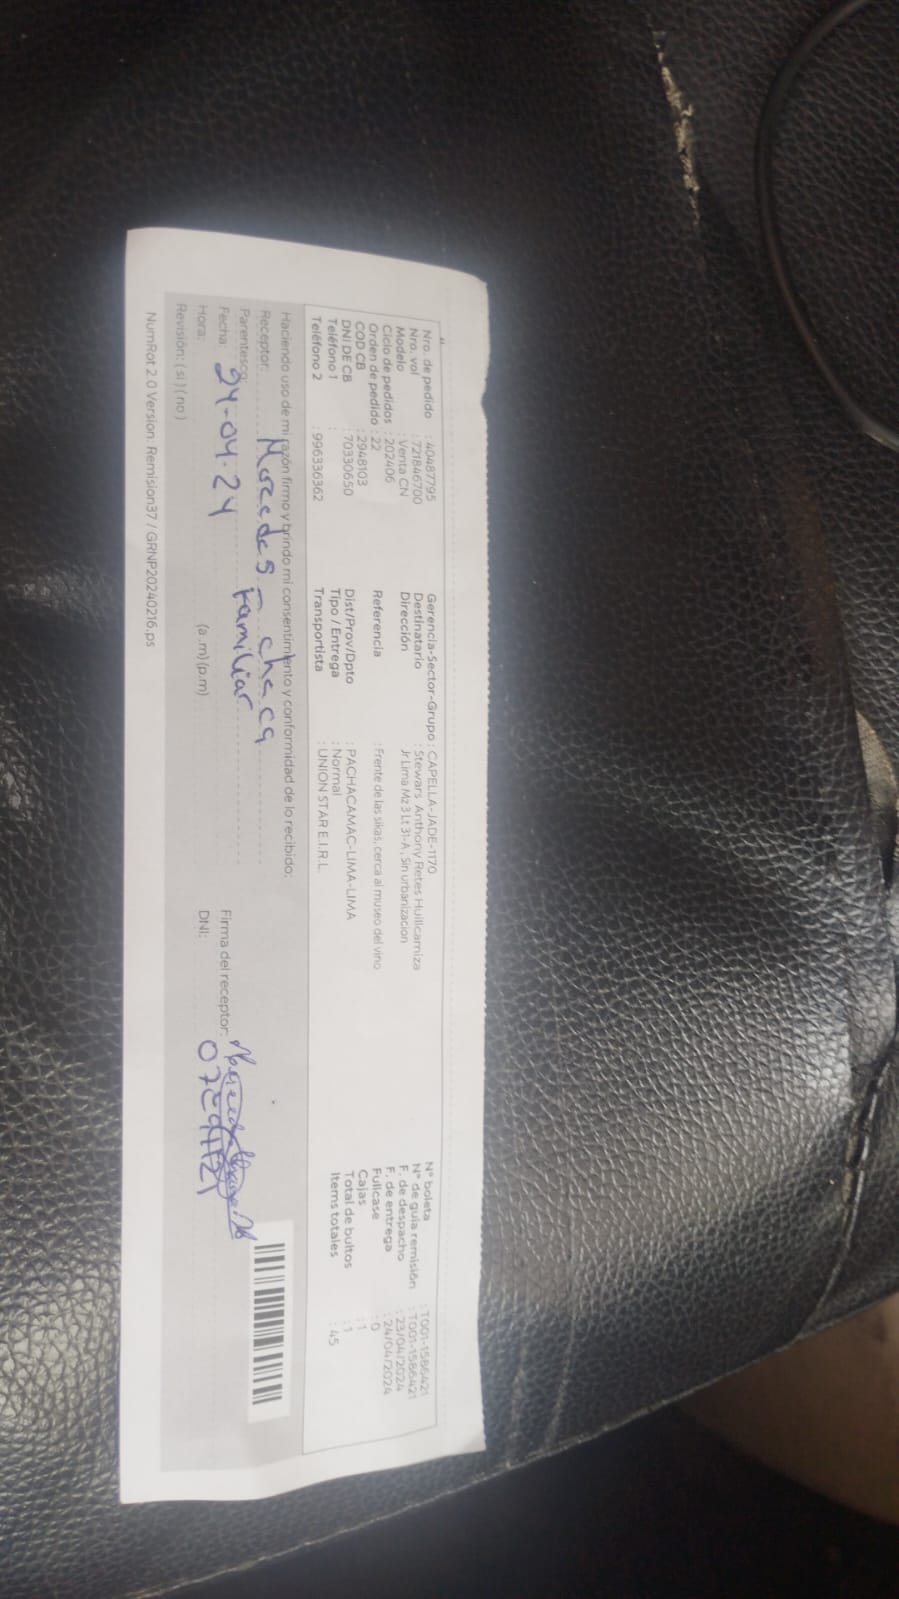 Nro. de pedido : 40487795
Nro. vol : 721846700
Modelo : Venta CN
Ciclo de pedidos : 202406
Orden de pedido : 22
COD CB : 2948103
DNI DE CB : 70330650
Teléfono 1 :
Teléfono 2 : 996336362
Gerencia-Sector-Grupo : CAPELLA-JADE-1170
Destinatario : Stewars Anthony Retes Huillcamiza
Dirección Jr Lima Mz 3 Lt 31-A , Sin urbanizacion
Referencia : Frente de las sikas, cerca al museo del vino
Dist/Prov/Dpto : PACHACAMAC-LIMA-LIMA
Tipo / Entrega : Normal
Transportista : UNION STAR E.I.R.L.
N° boleta : T001-1586421
N° de guia remisión : T001-1586421
F. de despacho : 23/04/2024
F. de entrega : 24/04/2024
Fullcase : 0
Cajas : 1
Total de bultos : 1
Items totales : 45
Haciendo uso de mi razón firmo y brindo mi consentimiento y conformidad de lo recibido:
Receptor: Mercedes - chaca
Parentesco: Familiar
Fecha: 24-04-24
Hora: (a .m) (p.m)
Revisión: ( si ) ( no )
Firma del receptor:
DNI:
NumRot 2.0 Version. Remision37 / GRNP20240216.ps